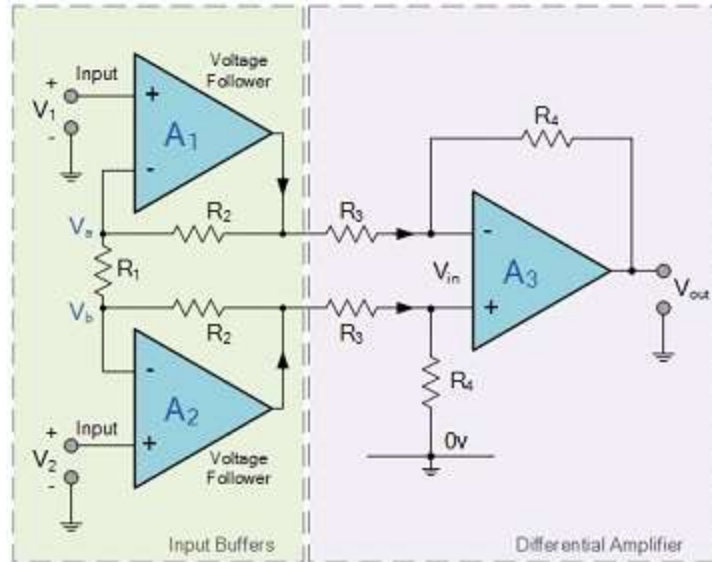 Voltage
Follower
+ Input
V1
-
+
A1
-
R4
Va
R2
R3
R1
-
Vin
A3
+
Vout
Vb
R2
R3
-
A2
+
R4
+ Input
V2
-
Voltage
Follower
0v
Input Buffers
Differential Amplifier